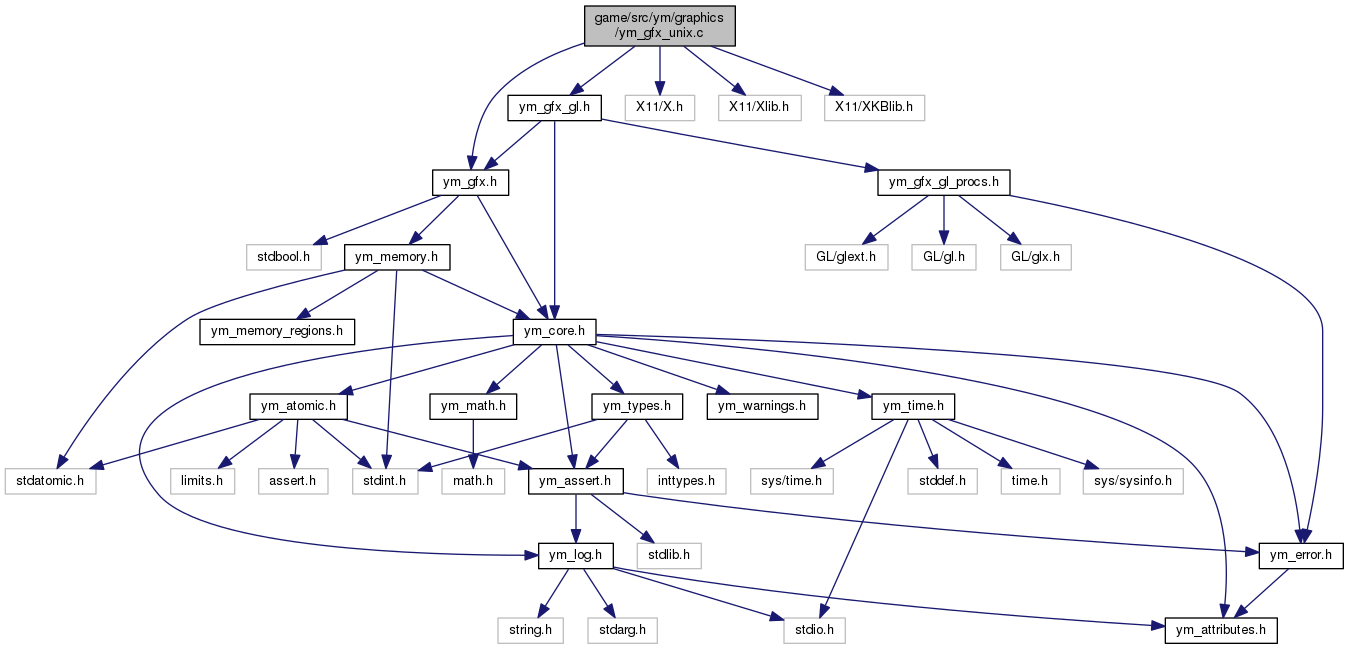 game/src/ym/graphics
/ym_gfx_unix.c
ym_gfx_gl.h
X11/X.h
X11/Xlib.h
X11/XKBlib.h
ym_gfx.h
ym_gfx_gl_procs.h
stdbool.h
ym_memory.h
GL/glext.h
GL/gl.h
GL/glx.h
ym_memory_regions.h
ym_core.h
ym_atomic.h
ym_math.h
ym_types.h
ym_warnings.h
ym_time.h
stdatomic.h
limits.h
assert.h
stdint.h
math.h
ym_assert.h
inttypes.h
sys/time.h
stddef.h
time.h
sys/sysinfo.h
ym_log.h
stdlib.h
ym_error.h
string.h
stdarg.h
stdio.h
ym_attributes.h